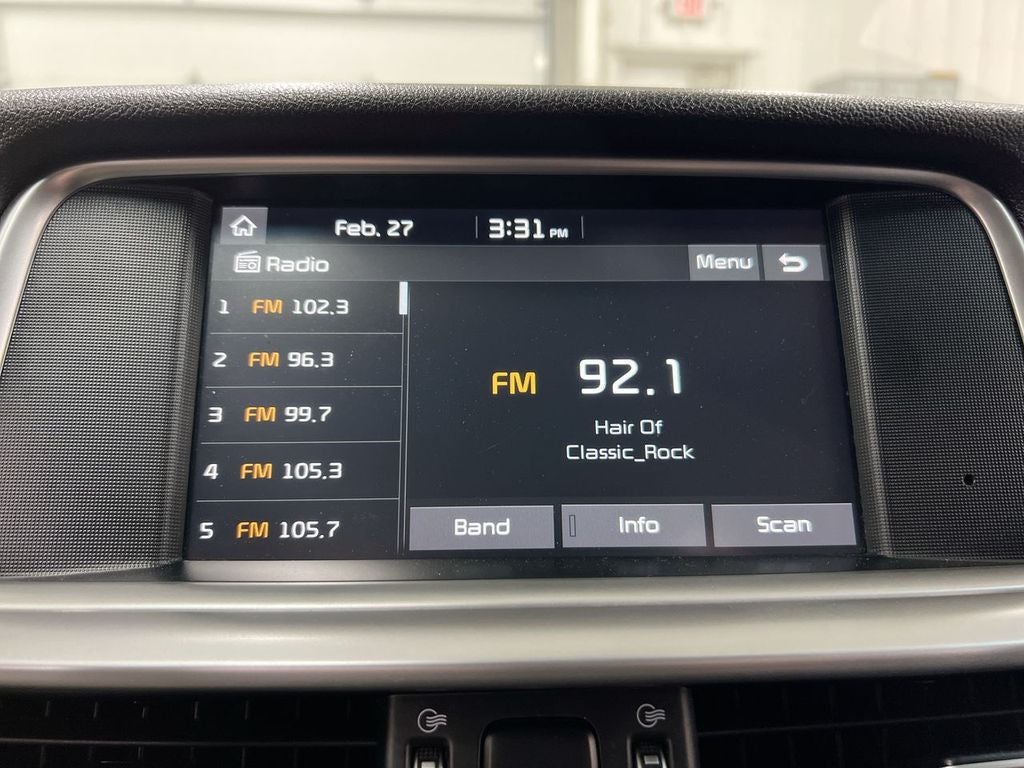 Feb. 27 3:31 PM
Radio Menu
1 FM 102.3
2 FM 96.3
3 FM 99.7
4 FM 105.3
5 FM 105.7
FM 92.1
Hair Of
Classic_Rock
Band Info Scan